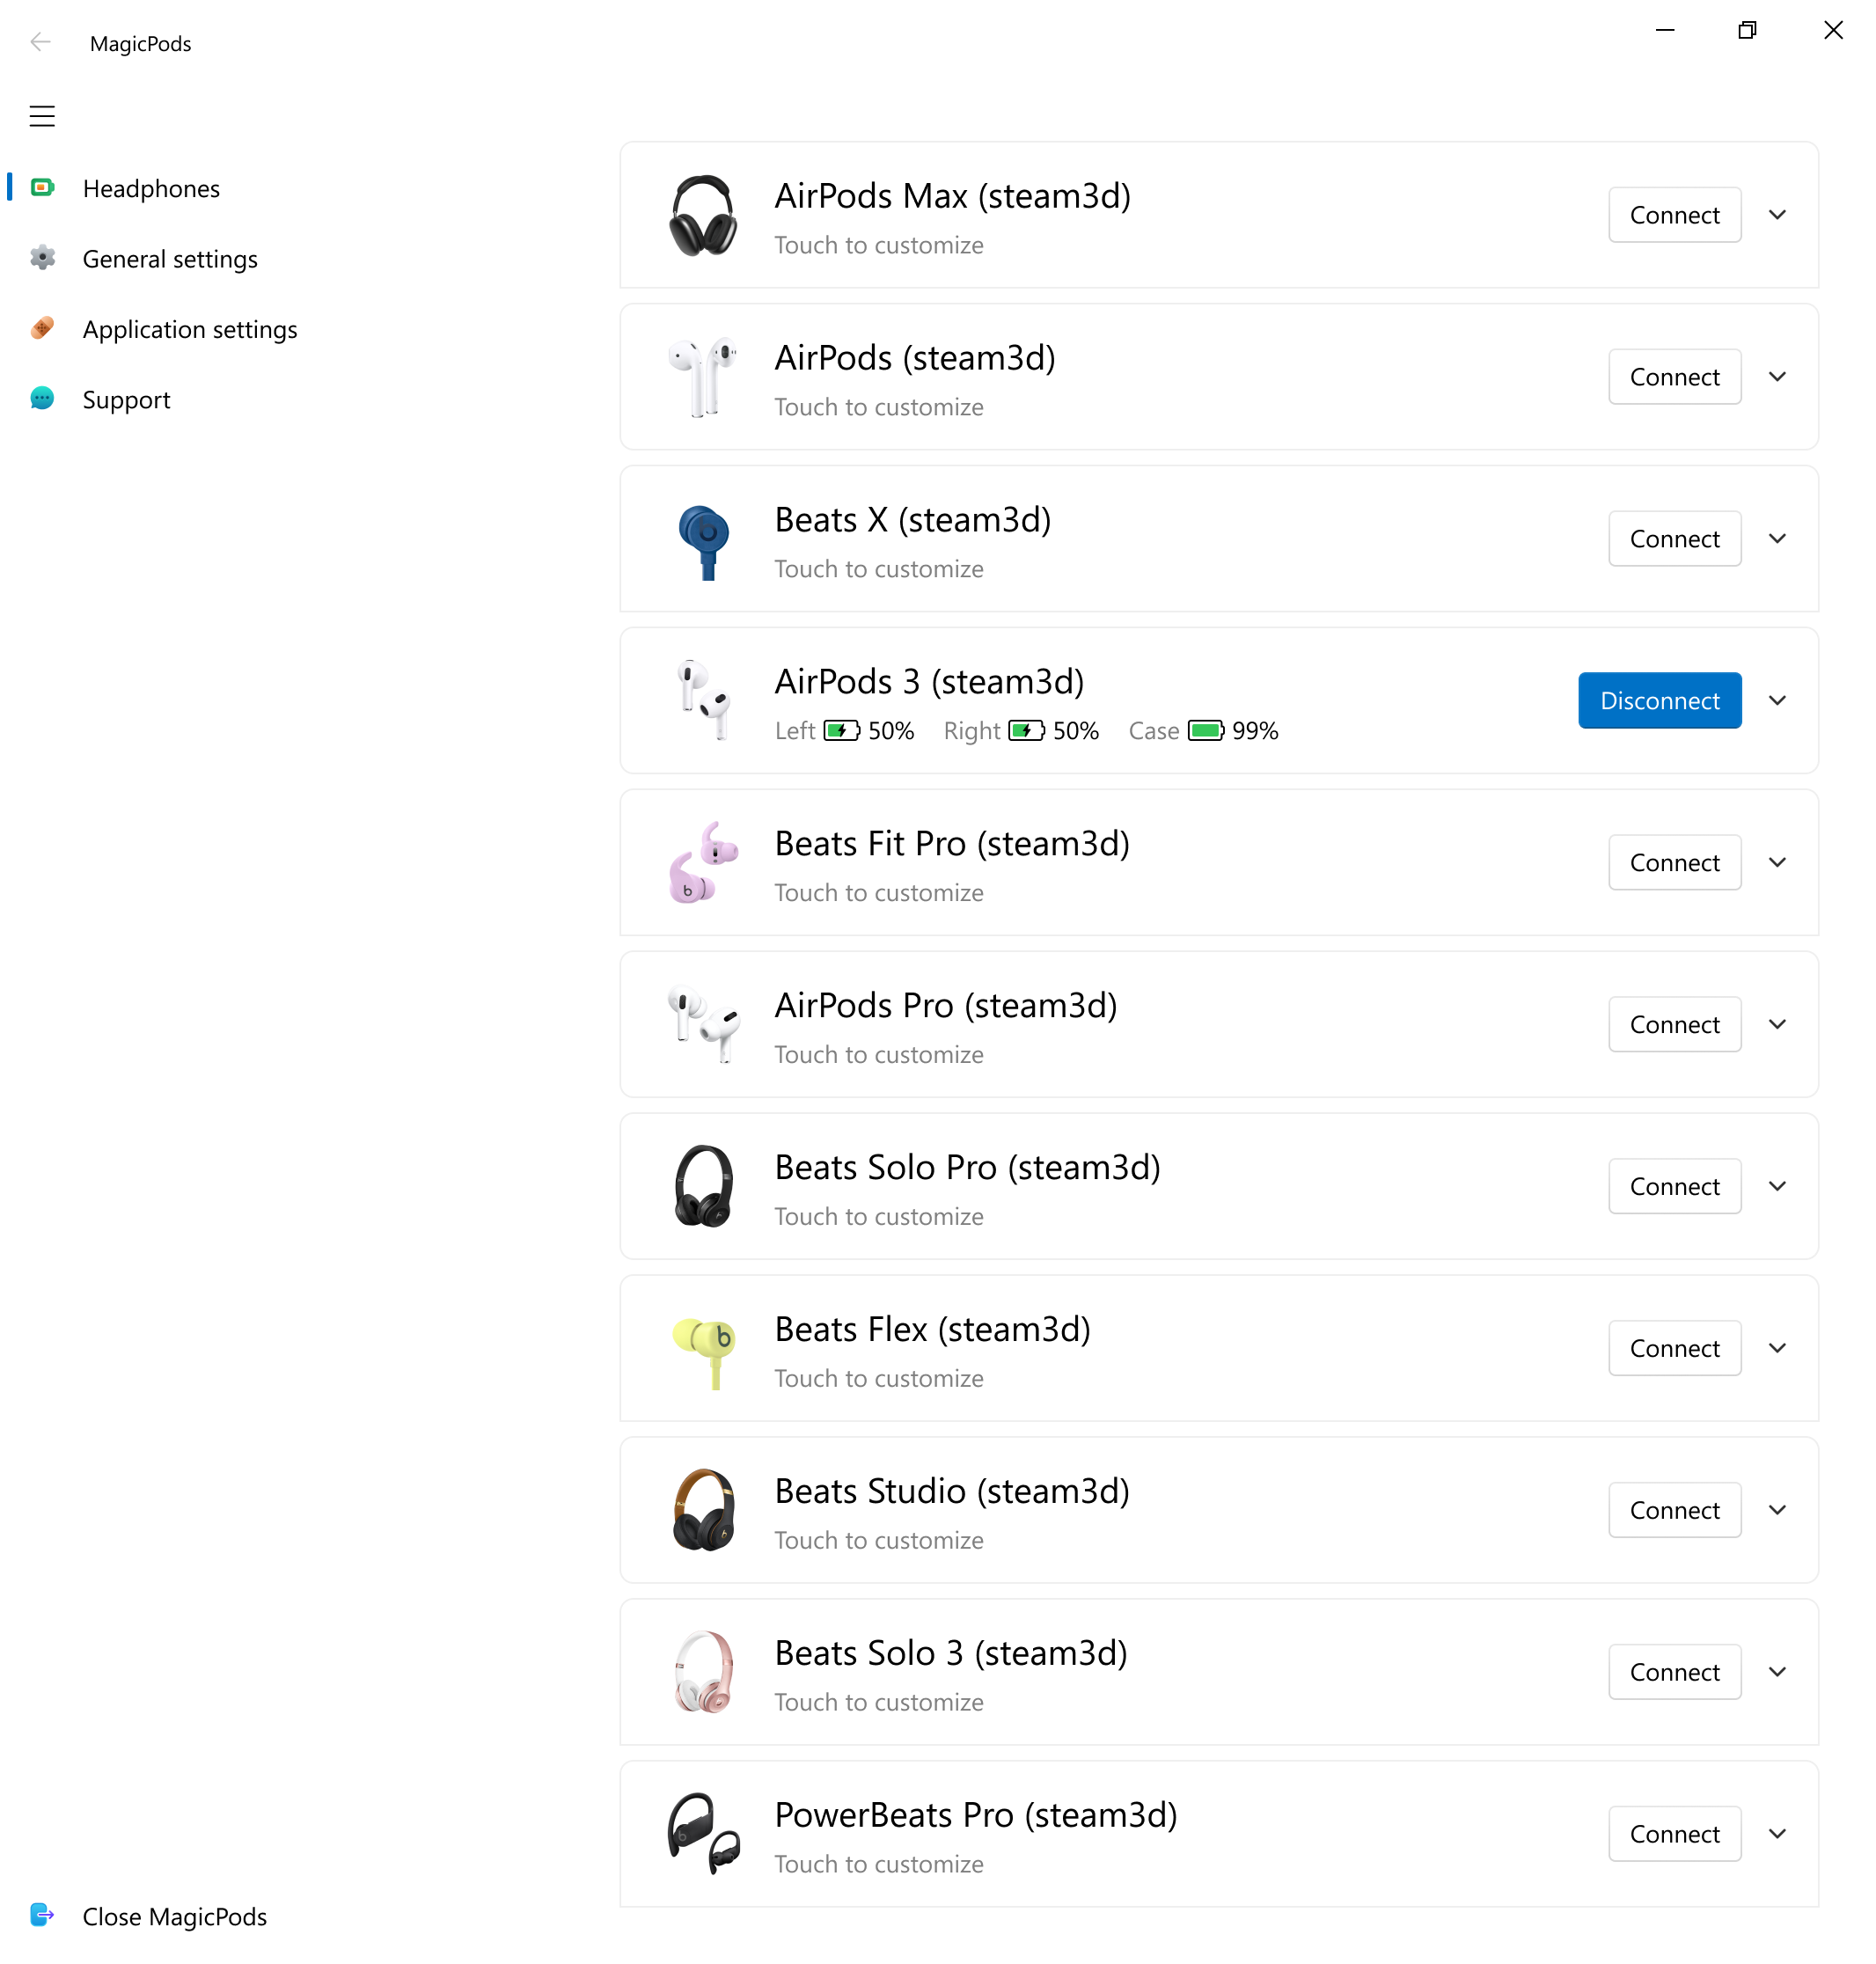 MagicPods
Headphones
General settings
Application settings
Support
AirPods Max (steam3d)
Touch to customize
Connect
AirPods (steam3d)
Touch to customize
Connect
Beats X (steam3d)
Touch to customize
Connect
AirPods 3 (steam3d)
Left 50% Right 50% Case 99%
Disconnect
Beats Fit Pro (steam3d)
Touch to customize
Connect
AirPods Pro (steam3d)
Touch to customize
Connect
Beats Solo Pro (steam3d)
Touch to customize
Connect
Beats Flex (steam3d)
Touch to customize
Connect
Beats Studio (steam3d)
Touch to customize
Connect
Beats Solo 3 (steam3d)
Touch to customize
Connect
PowerBeats Pro (steam3d)
Touch to customize
Connect
Close MagicPods